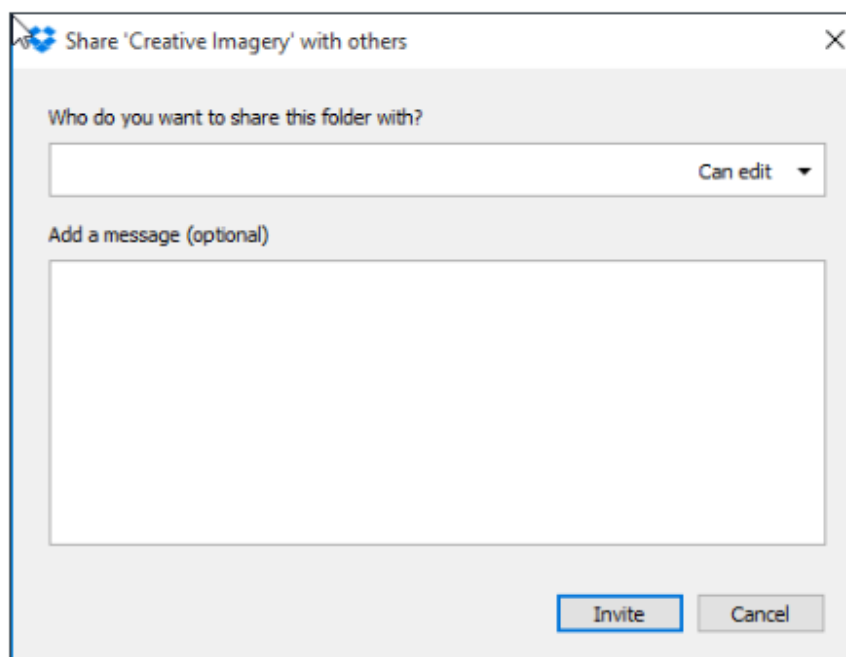 Share 'Creative Imagery' with others
Who do you want to share this folder with?
Can edit
Add a message (optional)
Invite Cancel